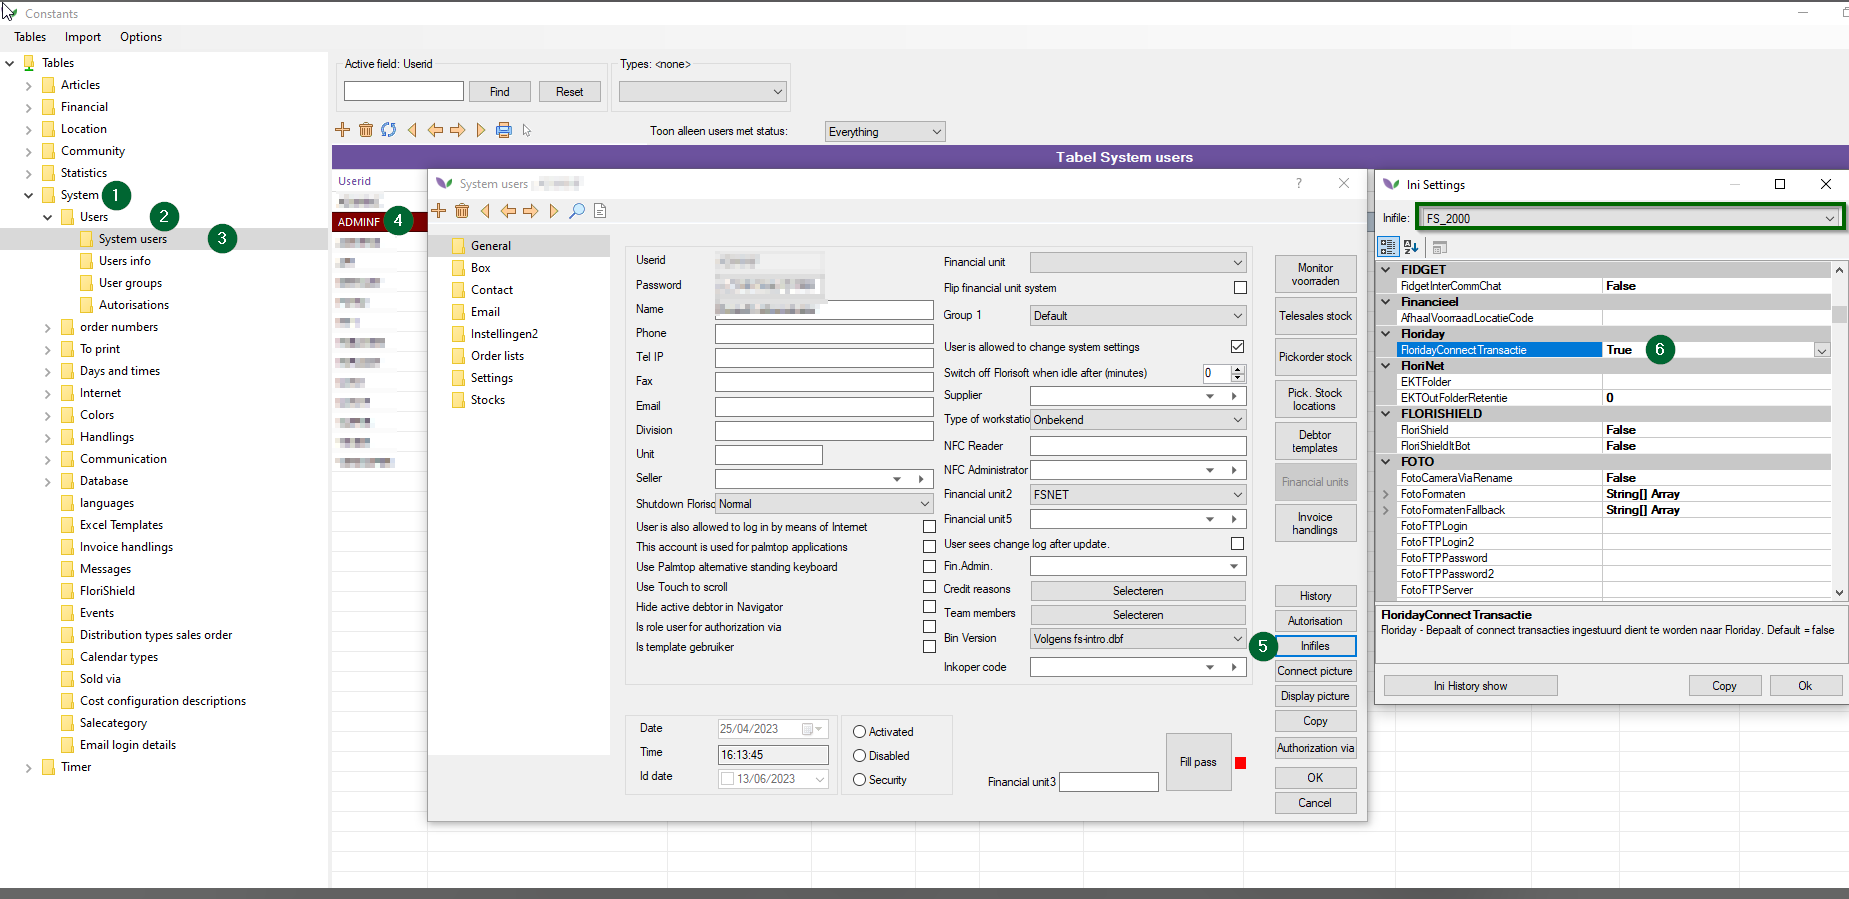 Constants
Tables Import Options
Tables
Articles
Financial
Location
Community
Statistics
System 1
Users 2
System users 3
Users info
User groups
Autorisations
order numbers
To print
Days and times
Internet
Colors
Handlings
Communication
Database
languages
Excel Templates
Invoice handlings
Messages
FloriShield
Events
Distribution types sales order
Calendar types
Sold via
Cost configuration descriptions
Salecategory
Email login details
Timer
Active field: Userid
Find Reset
Types: <none>
Toon alleen users met status: Everything
Tabel System users
Userid
ADMINF 4
System users
?
General
Box
Contact
Email
Instellingen2
Order lists
Settings
Stocks
Userid
Password
Name
Phone
Tel IP
Fax
Email
Division
Unit
Seller
Shutdown Floriso Normal
User is also allowed to log in by means of Internet
This account is used for palmtop applications
Use Palmtop alternative standing keyboard
Use Touch to scroll
Hide active debtor in Navigator
Is role user for authorization via
Is template gebruiker
Financial unit
Flip financial unit system
Group 1 Default
User is allowed to change system settings
Switch off Florisoft when idle after (minutes) 0
Supplier
Type of workstatio Onbekend
NFC Reader
NFC Administrator
Financial unit2 FSNET
Financial unit5
User sees change log after update.
Fin.Admin.
Credit reasons Selecteren
Team members Selecteren
Bin Version Volgens fs-intro.dbf
Inkoper code
Date 25/04/2023
Time 16:13:45
Id date 13/06/2023
Activated
Disabled
Security
Financial unit3
Fill pass
Monitor
voorraden
Telesales stock
Pickorder stock
Pick. Stock
locations
Debtor
templates
Financial units
Invoice
handlings
History
Autorisation
5 Inifiles
Connect picture
Display picture
Copy
Authorization via
OK
Cancel
Ini Settings
Inifile: FS_2000
FIDGET
FidgetInterCommChat False
Financieel
AfhaalVoorraadLocatieCode
Floriday
FloridayConnectTransactie True 6
FloriNet
EKTFolder
EKTOutFolderRetentie 0
FLORISHIELD
FloriShield False
FloriShieldItBot False
FOTO
FotoCameraViaRename False
FotoFormaten String[] Array
FotoFormatenFallback String[] Array
FotoFTPLogin
FotoFTPLogin2
FotoFTPPassword
FotoFTPPassword2
FotoFTPServer
FloridayConnectTransactie
Floriday - Bepaalt of connect transacties ingestuurd dient te worden naar Floriday. Default = false
Ini History show Copy Ok